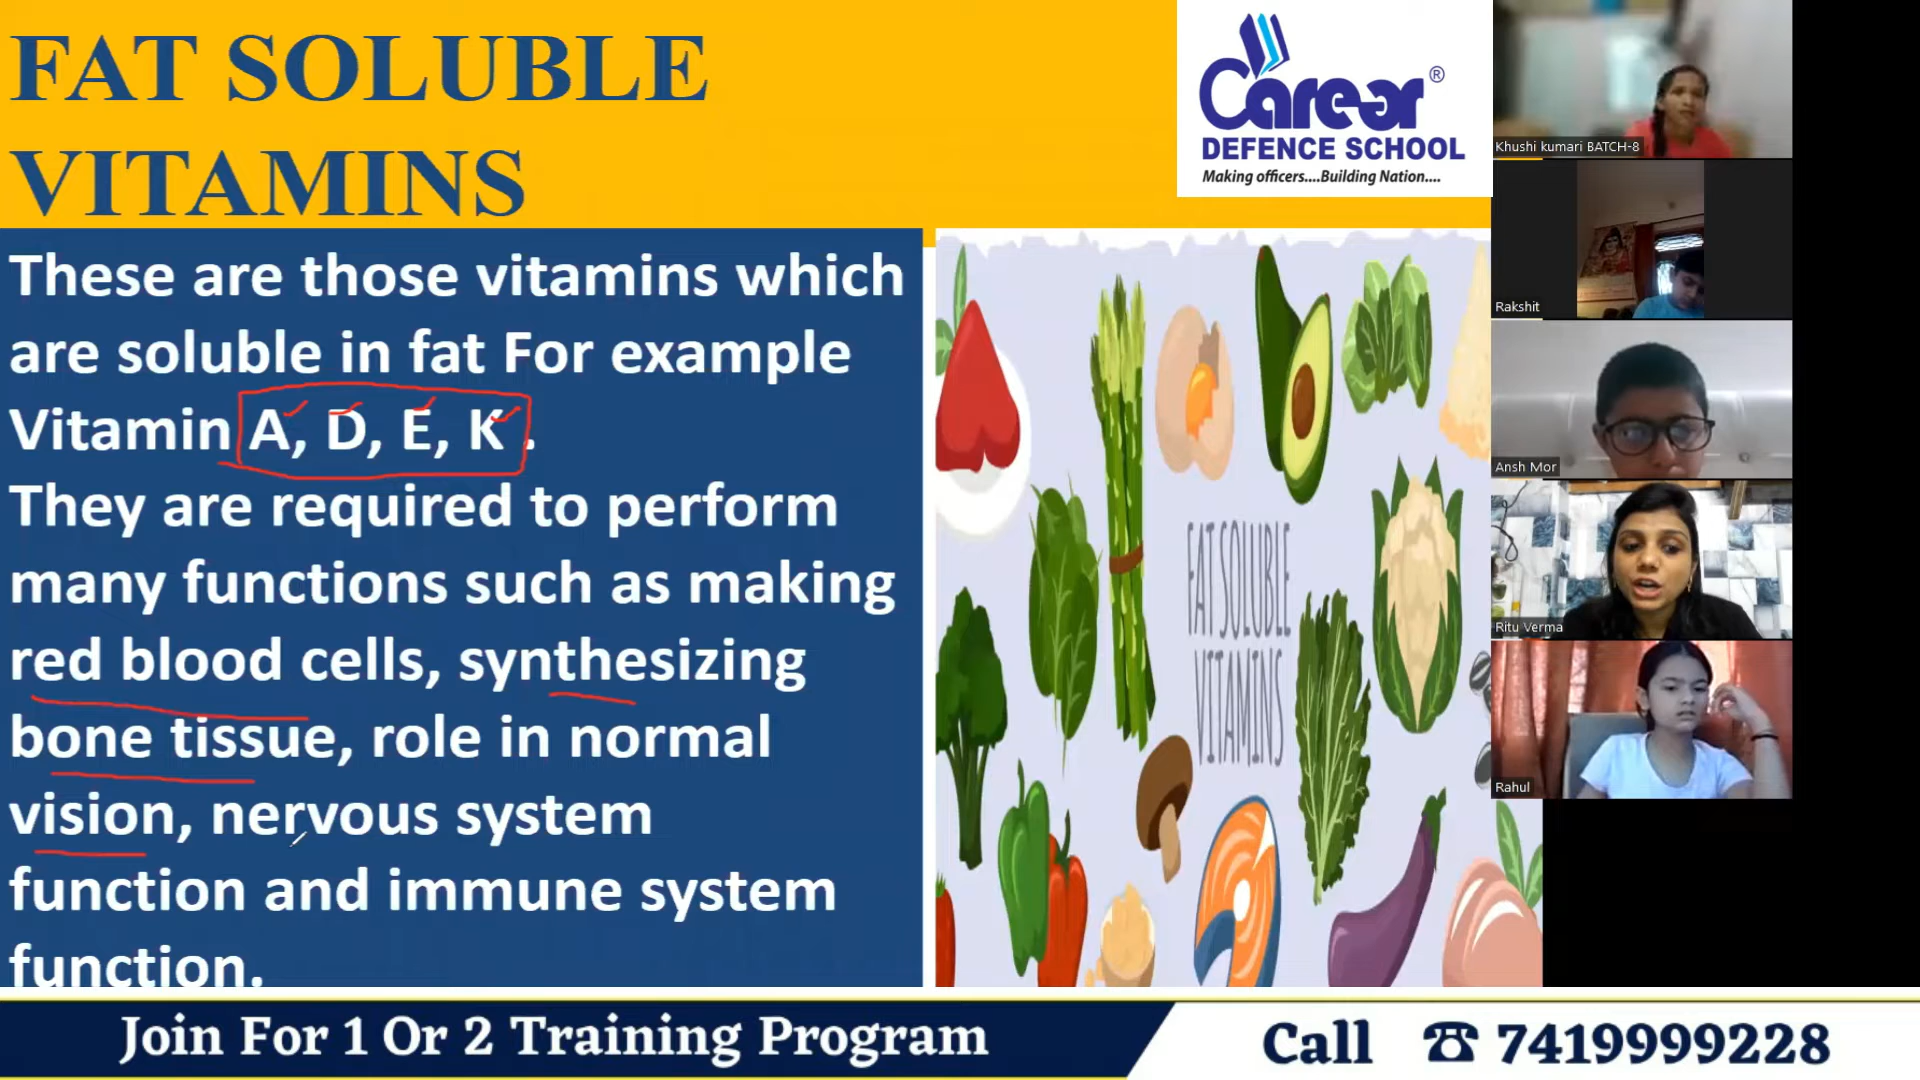 FAT SOLUBLE
VITAMINS
Career®
DEFENCE SCHOOL
Making officers....Building Nation....
These are those vitamins which
are soluble in fat For example
Vitamin A, D, E, K .
They are required to perform
many functions such as making
red blood cells, synthesizing
bone tissue, role in normal
vision, nervous system
function and immune system
function.
FAT SOLUBLE
VITAMINS
Khushi kumari BATCH-8
Rakshit
Ansh Mor
Ritu Verma
Rahul
Join For 1 Or 2 Training Program
Call ☎ 7419999228